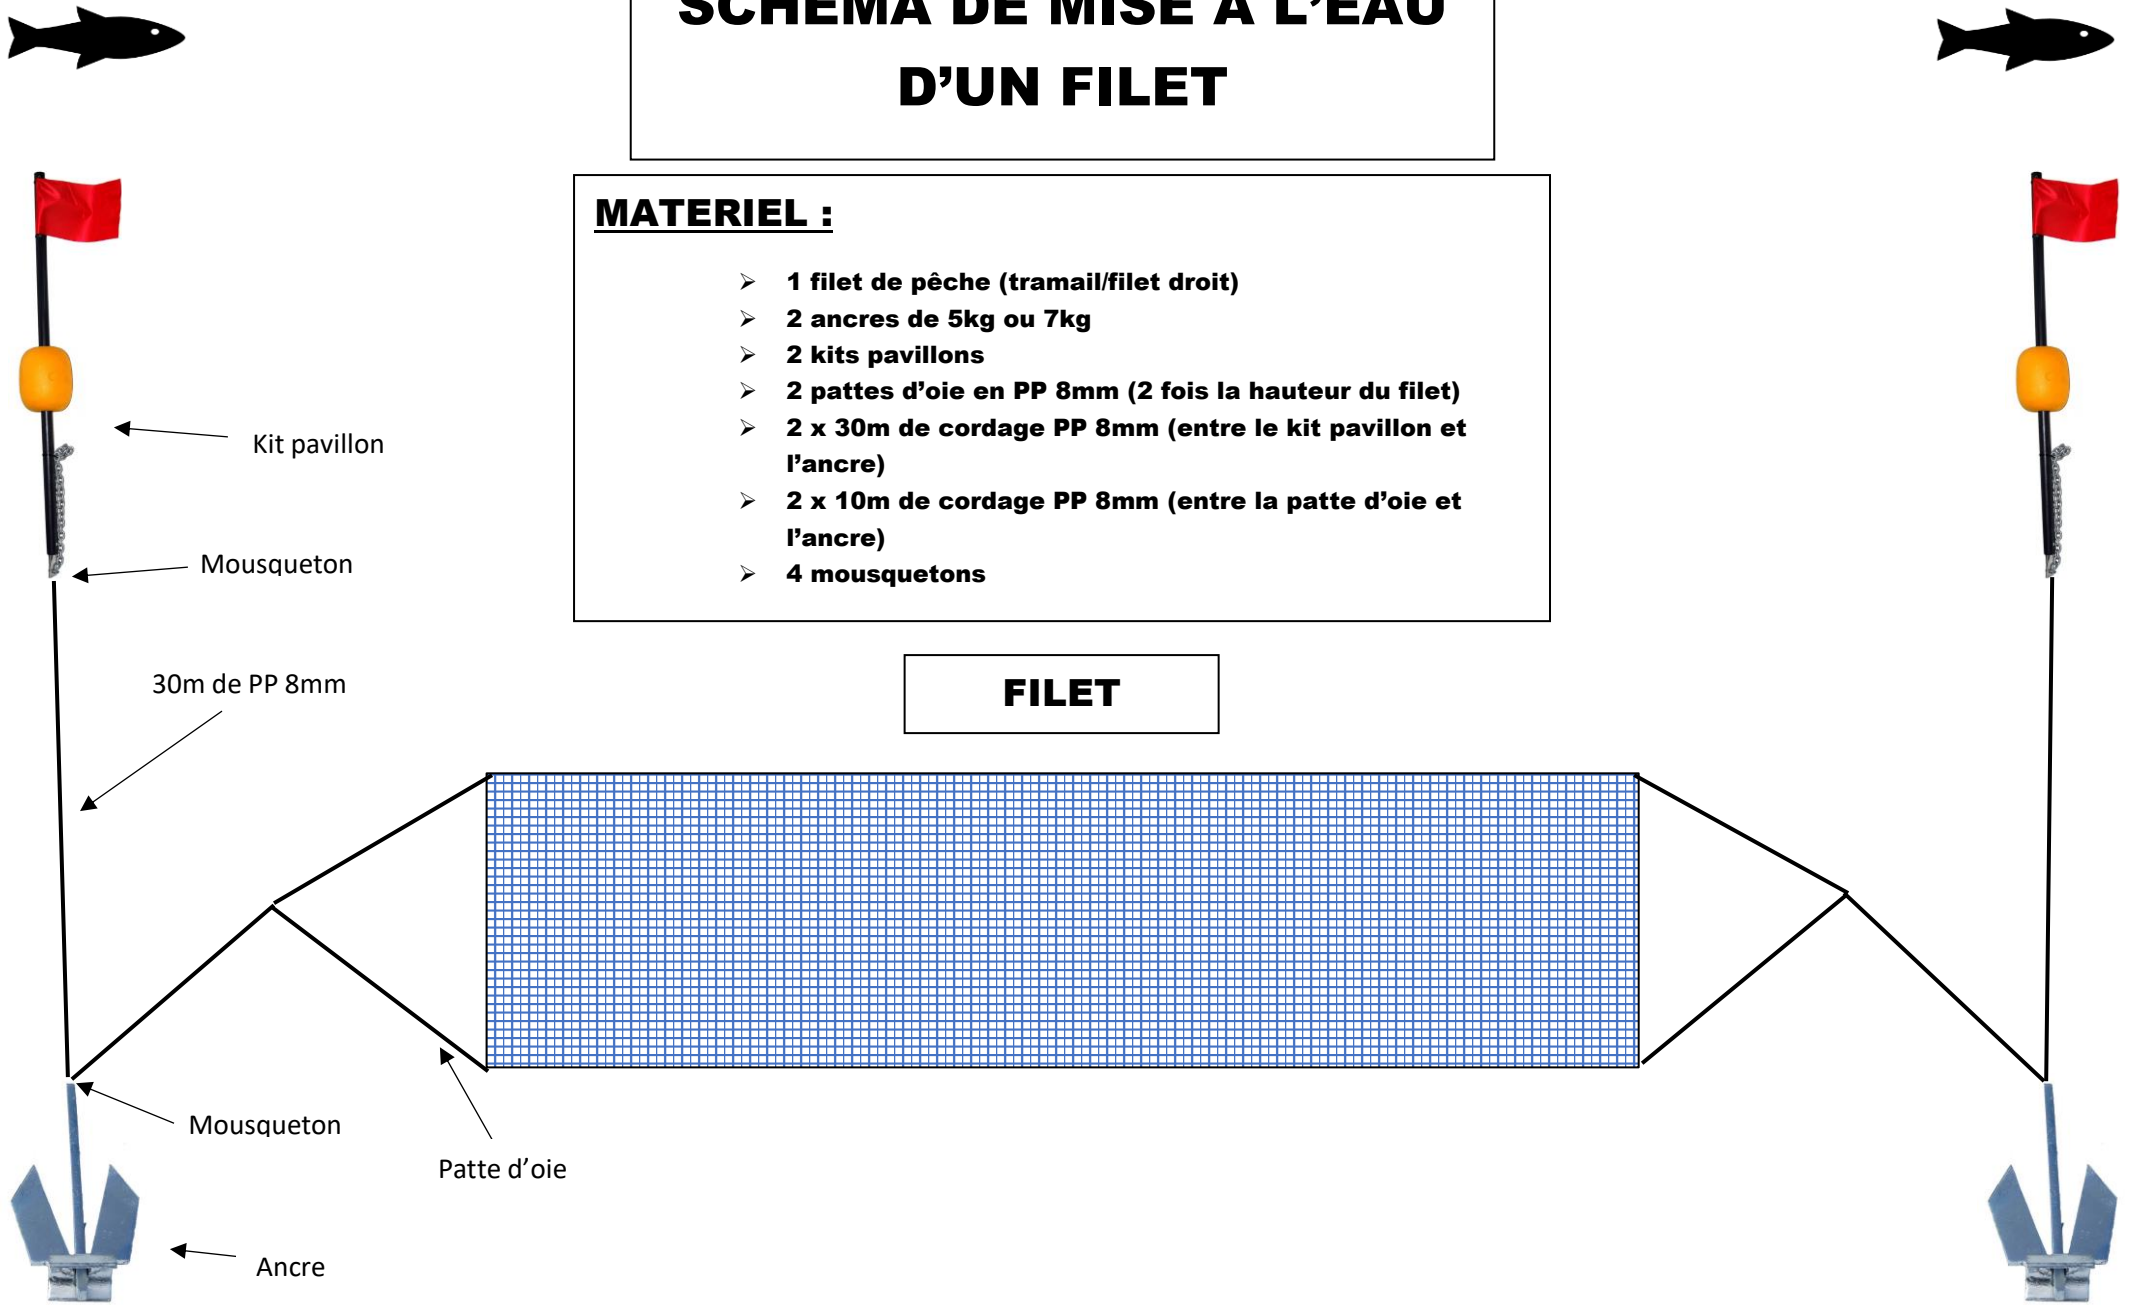 SCHEMA DE MISE A L'EAU
D'UN FILET
MATERIEL :
➢ 1 filet de pêche (tramail/filet droit)
➢ 2 ancres de 5kg ou 7kg
➢ 2 kits pavillons
➢ 2 pattes d'oie en PP 8mm (2 fois la hauteur du filet)
➢ 2 x 30m de cordage PP 8mm (entre le kit pavillon et
l'ancre)
➢ 2 x 10m de cordage PP 8mm (entre la patte d'oie et
l'ancre)
➢ 4 mousquetons
Kit pavillon
Mousqueton
30m de PP 8mm
FILET
Mousqueton
Patte d'oie
Ancre